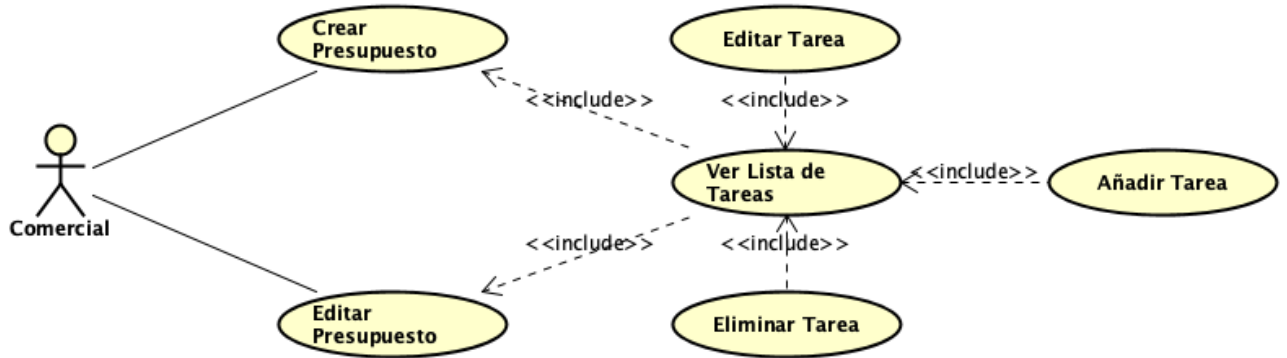 Crear
Presupuesto
Editar Tarea
<<include>>
<<include>>
Ver Lista de
Tareas
<<include>>
Añadir Tarea
Comercial
<<include>>
<<include>>
Editar
Presupuesto
Eliminar Tarea